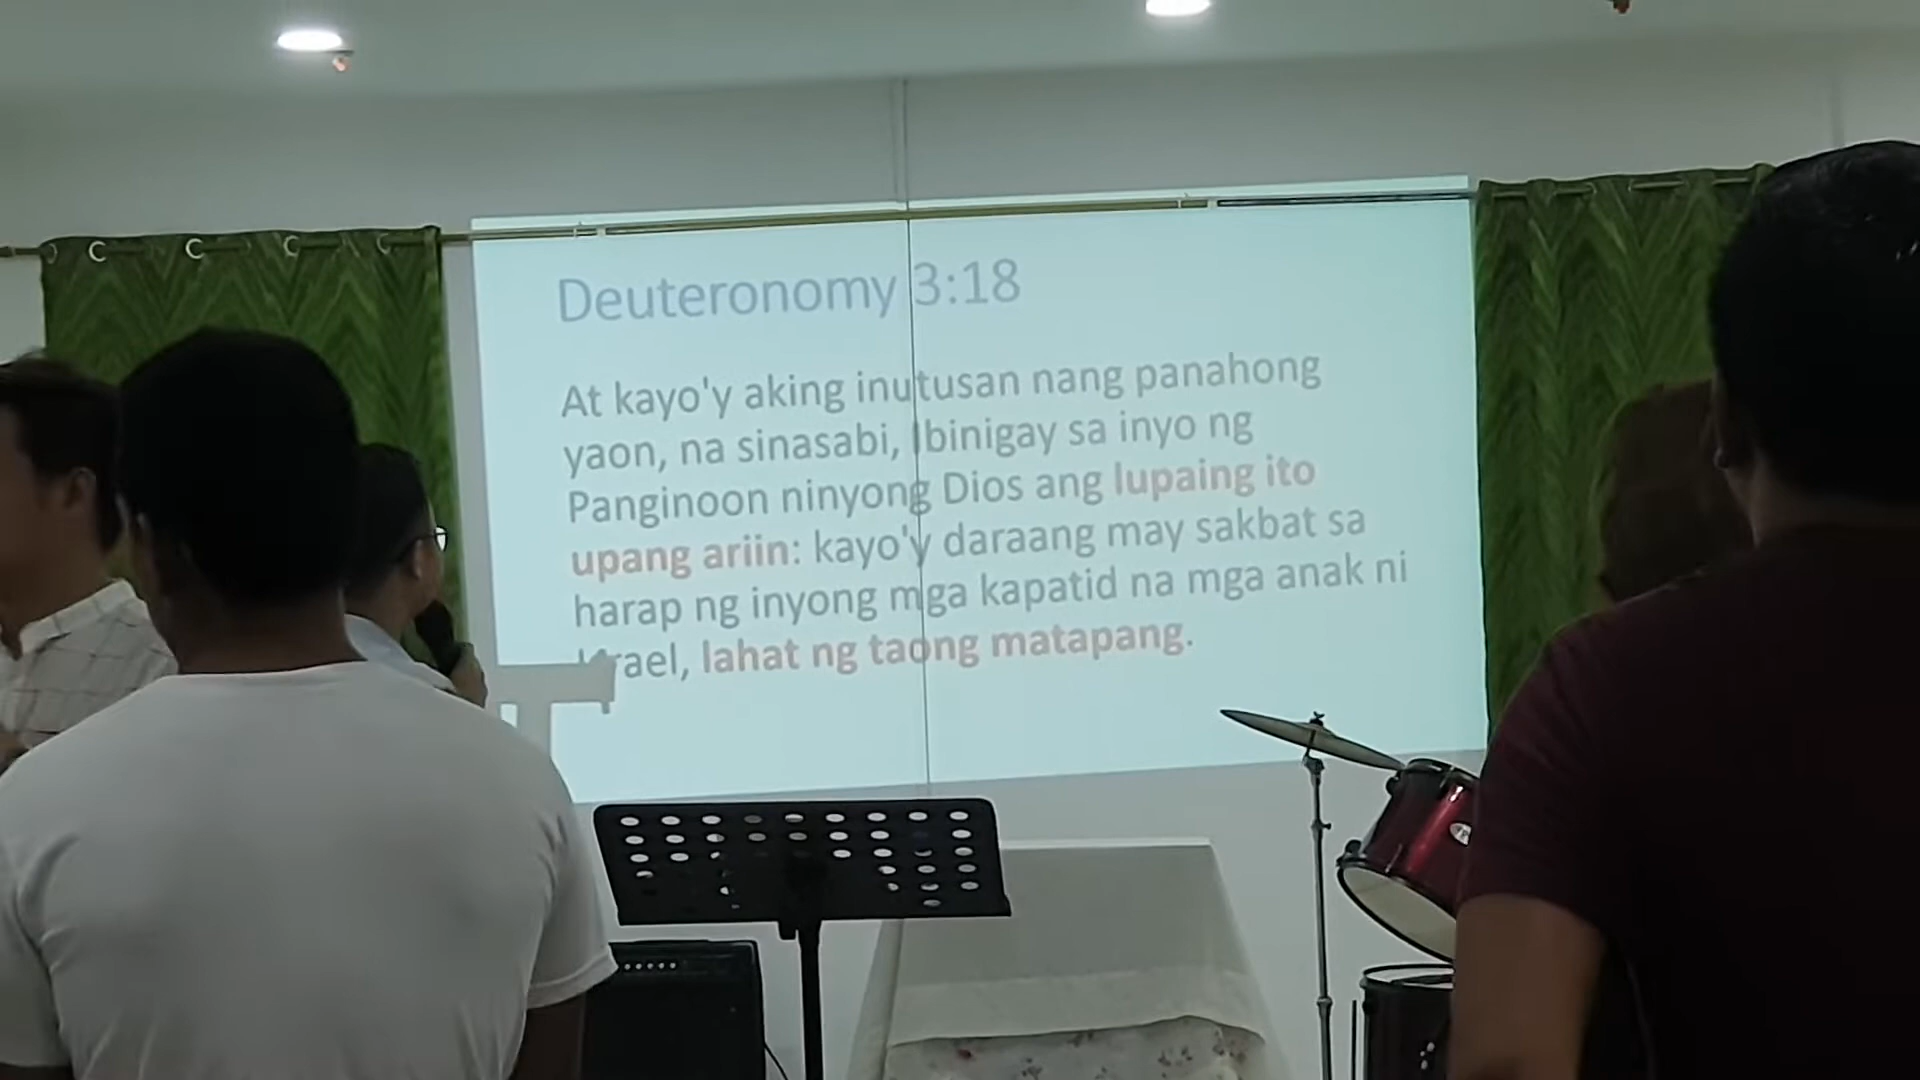 Deuteronomy 3:18
At kayo'y aking inutusan nang panahong
yaon, na sinasabi, Ibinigay sa inyo ng
Panginoon ninyong Dios ang lupaing ito
upang ariin: kayo'y daraang may sakbat sa
harap ng inyong mga kapatid na mga anak ni
Israel, lahat ng taong matapang.